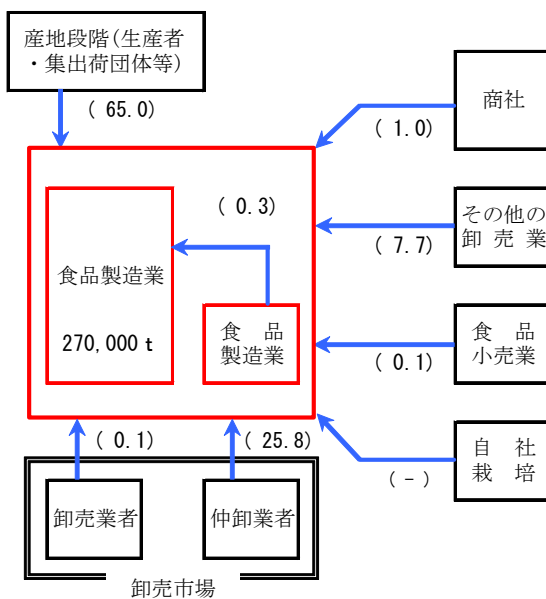 産地段階(生産者
・集出荷団体等)
( 65.0)
商社
( 1.0)
( 0.3)
その他の
卸 売 業
( 7.7)
食品製造業
270,000 t
食　品
製造業
食　品
小売業
( 0.1)
( 0.1)
( 25.8)
自　社
栽　培
( - )
卸売業者
仲卸業者
卸売市場